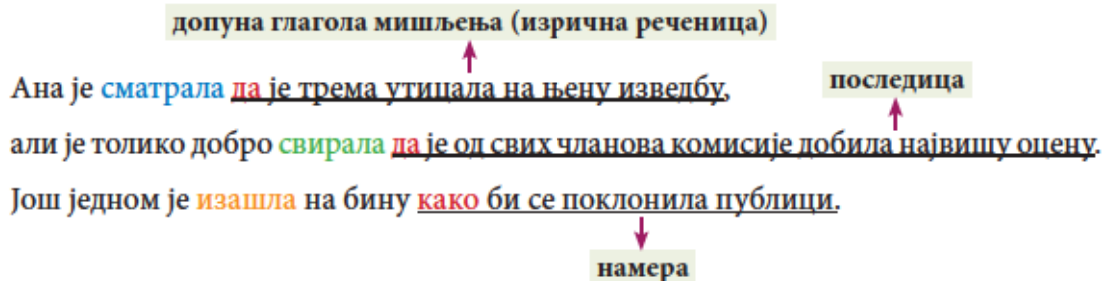 допуна глагола мишљења (изрична реченица)
Ана је сматрала да је трема утицала на њену изведбу,
последица
али је толико добро свирала да је од свих чланова комисије добила највишу оцену.
Још једном је изашла на бину како би се поклонила публици.
намера